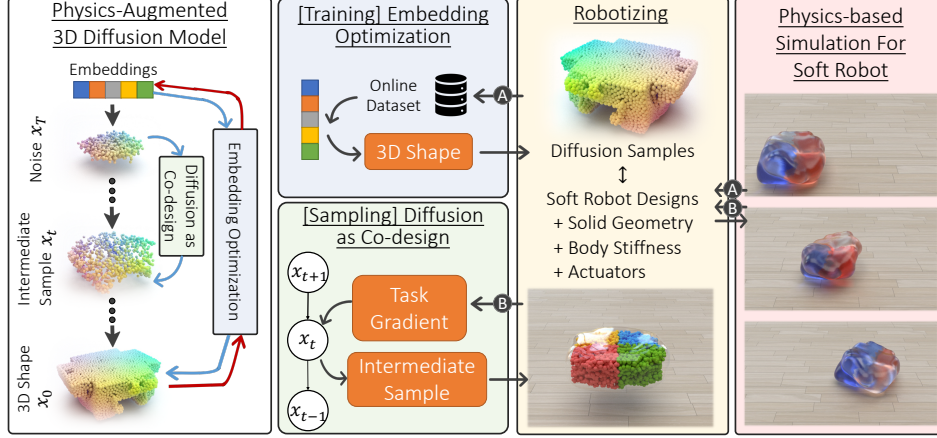 Physics-Augmented
3D Diffusion Model
Embeddings
Noise x_T
Diffusion as
Co-design
Embedding Optimization
Intermediate
Sample x_t
3D Shape
x_0
[Training] Embedding
Optimization
Online
Dataset
A
3D Shape
[Sampling] Diffusion
as Co-design
x_{t+1}
Task
Gradient
B
x_t
Intermediate
Sample
x_{t-1}
Robotizing
Diffusion Samples
↕
Soft Robot Designs
+ Solid Geometry
+ Body Stiffness
+ Actuators
Physics-based
Simulation For
Soft Robot
A
B